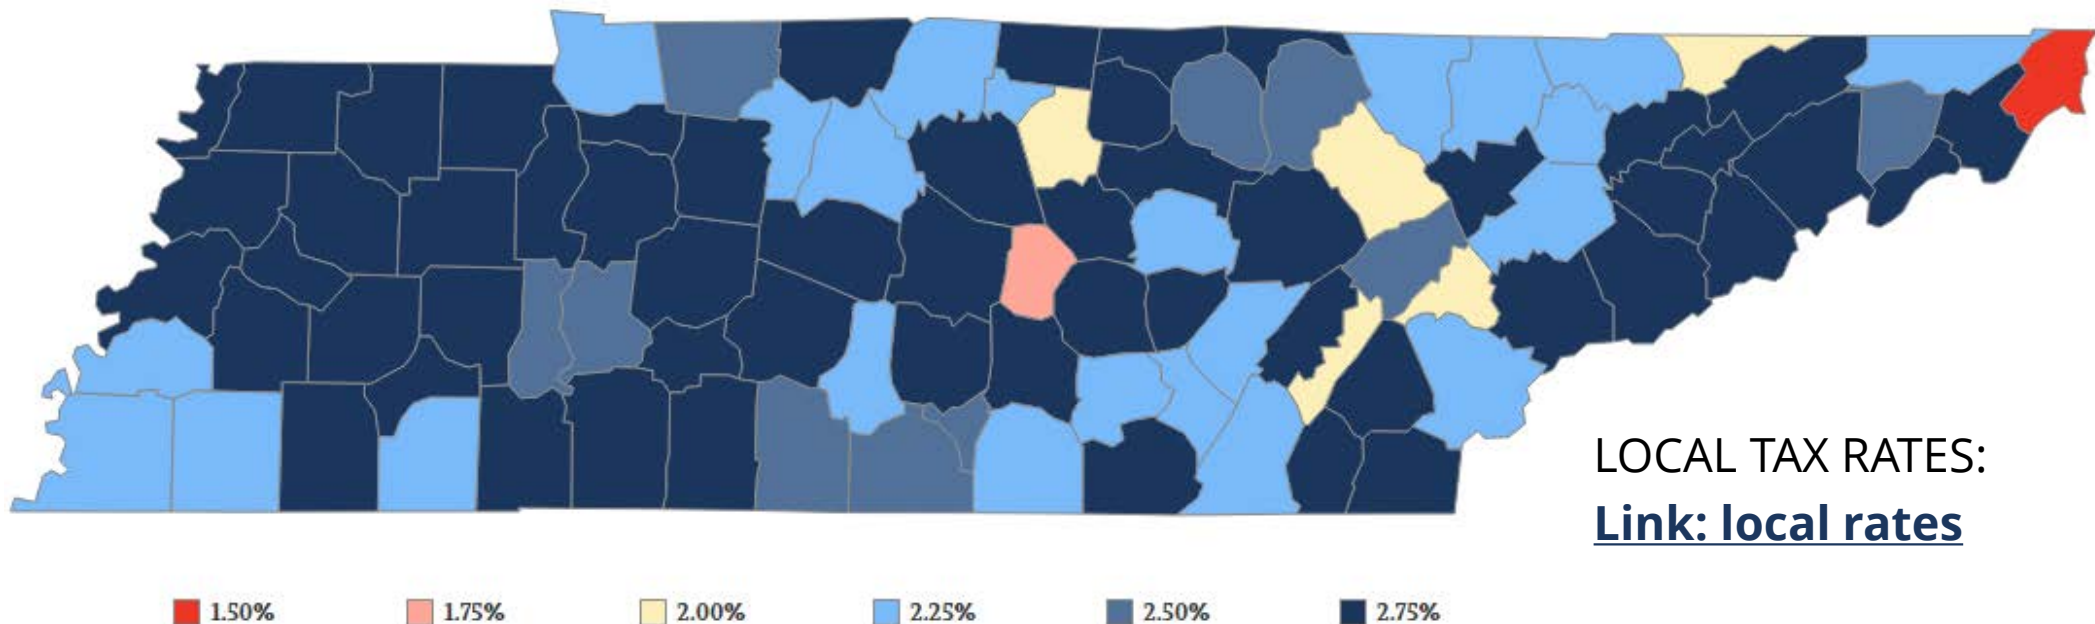 LOCAL TAX RATES:
Link: local rates
1.50% 1.75% 2.00% 2.25% 2.50% 2.75%